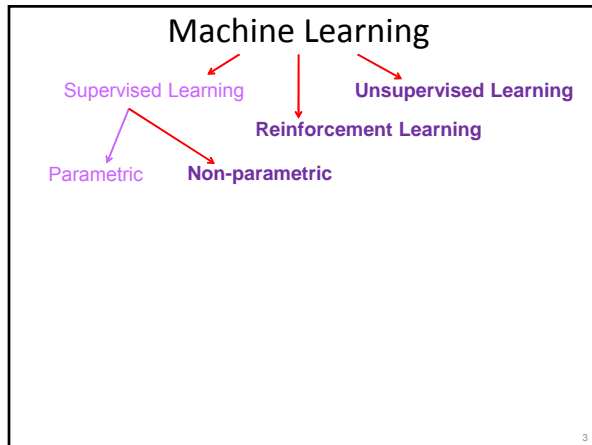 Machine Learning
Supervised Learning
Unsupervised Learning
Reinforcement Learning
Parametric
Non-parametric
3